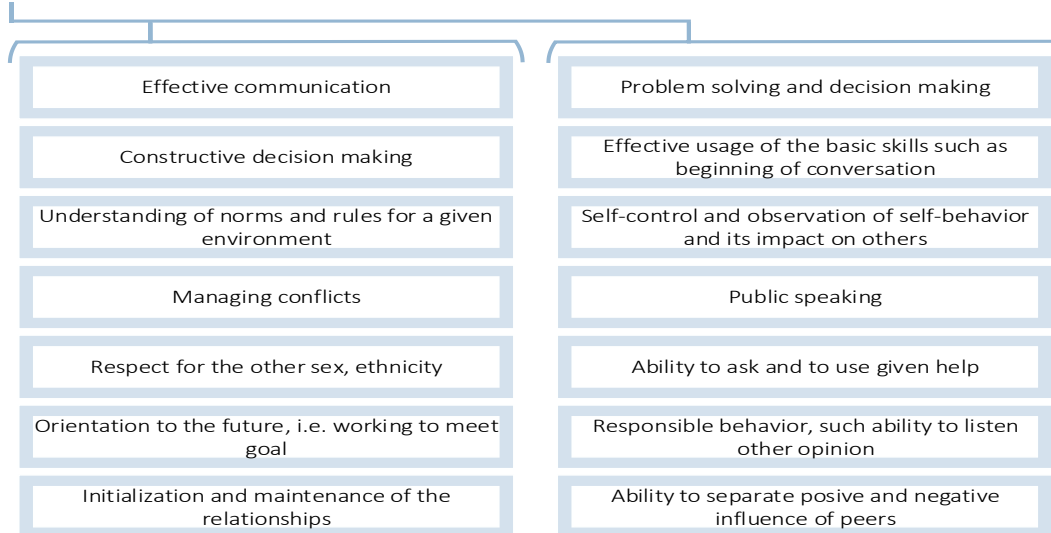 Effective communication
Constructive decision making
Understanding of norms and rules for a given
environment
Managing conflicts
Respect for the other sex, ethnicity
Orientation to the future, i.e. working to meet
goal
Initialization and maintenance of the
relationships
Problem solving and decision making
Effective usage of the basic skills such as
beginning of conversation
Self-control and observation of self-behavior
and its impact on others
Public speaking
Ability to ask and to use given help
Responsible behavior, such ability to listen
other opinion
Ability to separate posive and negative
influence of peers